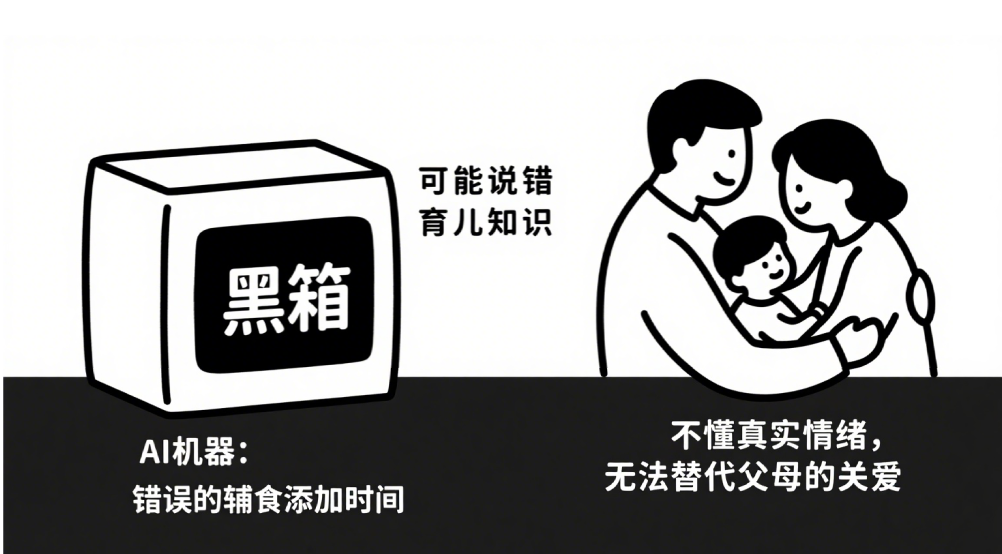 可能说错
育儿知识
黑箱
AI机器：
错误的辅食添加时间
不懂真实情绪，
无法替代父母的关爱